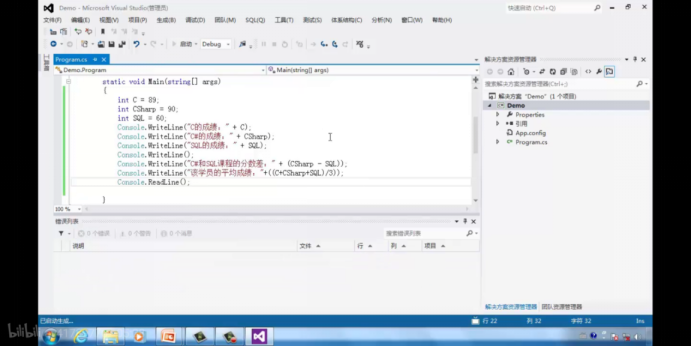 Demo - Microsoft Visual Studio(管理员)
快速启动 (Ctrl+Q)
文件(F) 编辑(E) 视图(V) 项目(P) 生成(B) 调试(D) 团队(M) SQL(Q) 工具(T) 测试(S) 体系结构(C) 分析(N) 窗口(W) 帮助(H)
启动 Debug
Program.cs
Demo.Program
Main(string[] args)
static void Main(string[] args)
{
int C = 89;
int CSharp = 90;
int SQL = 60;
Console.WriteLine("C的成绩:" + C);
Console.WriteLine("C#的成绩:" + CSharp);
Console.WriteLine("SQL的成绩:" + SQL);
Console.WriteLine();
Console.WriteLine("C#和SQL课程的分数差:" + (CSharp - SQL));
Console.WriteLine("该学员的平均成绩:"+((C+CSharp+SQL)/3));
Console.ReadLine();
}
100 %
错误列表
0 个错误 0 个警告 0 个消息
搜索错误列表
说明 文件 行 列 项目
解决方案资源管理器
搜索解决方案资源管理器(Ctrl+;)
解决方案 "Demo" (1 个项目)
Demo
Properties
引用
App.config
Program.cs
解决方案资源管理器 团队资源管理器
已启动生成…
行 22 列 32 字符 32 Ins
bilibili